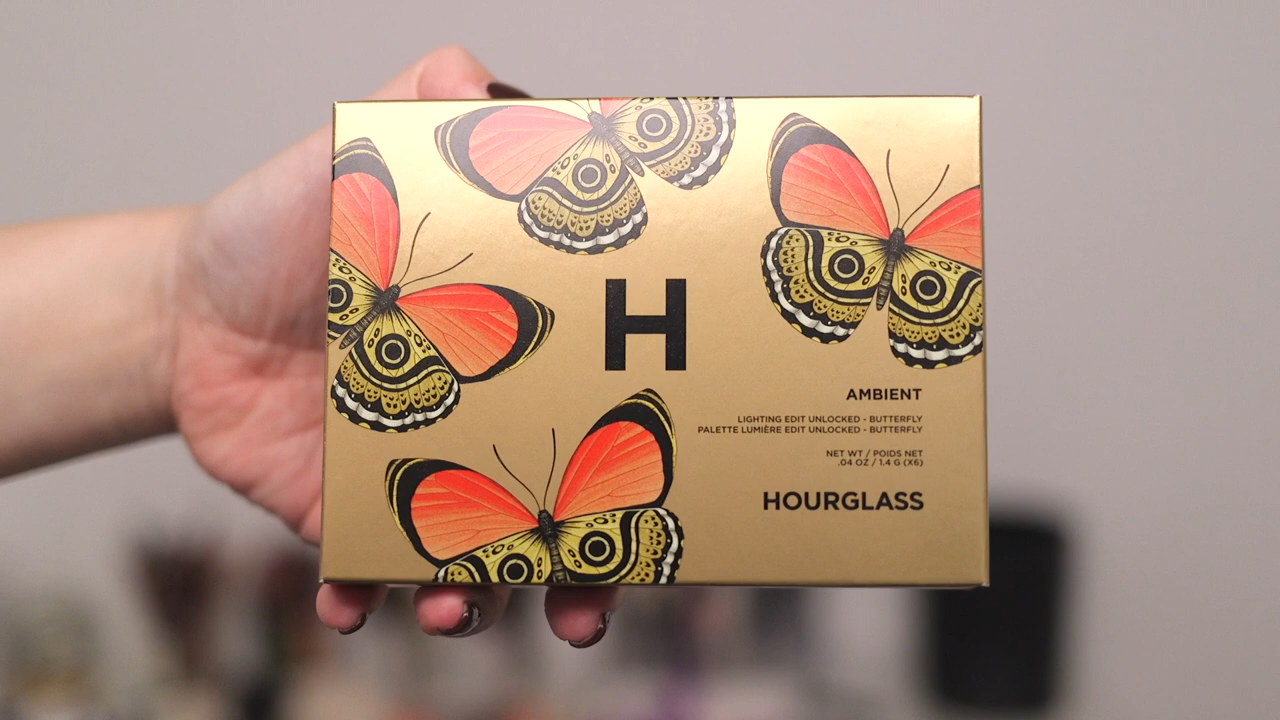 H
AMBIENT
LIGHTING EDIT UNLOCKED - BUTTERFLY
PALETTE LUMIÈRE EDIT UNLOCKED - BUTTERFLY
NET WT / POIDS NET
.04 OZ / 1.4 G (X6)
HOURGLASS